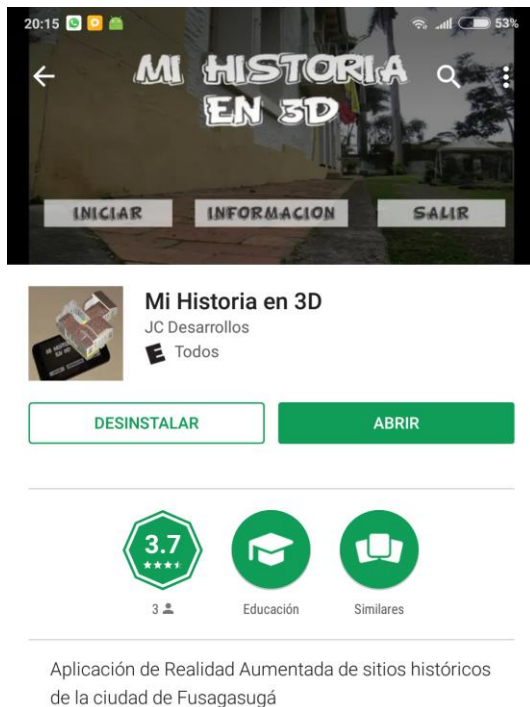 20:15
53%
MI HISTORIA
EN 3D
INICIAR
INFORMACION
SALIR
Mi Historia en 3D
JC Desarrollos
E Todos
DESINSTALAR
ABRIR
3.7
3
Educación
Similares
Aplicación de Realidad Aumentada de sitios históricos
de la ciudad de Fusagasugá